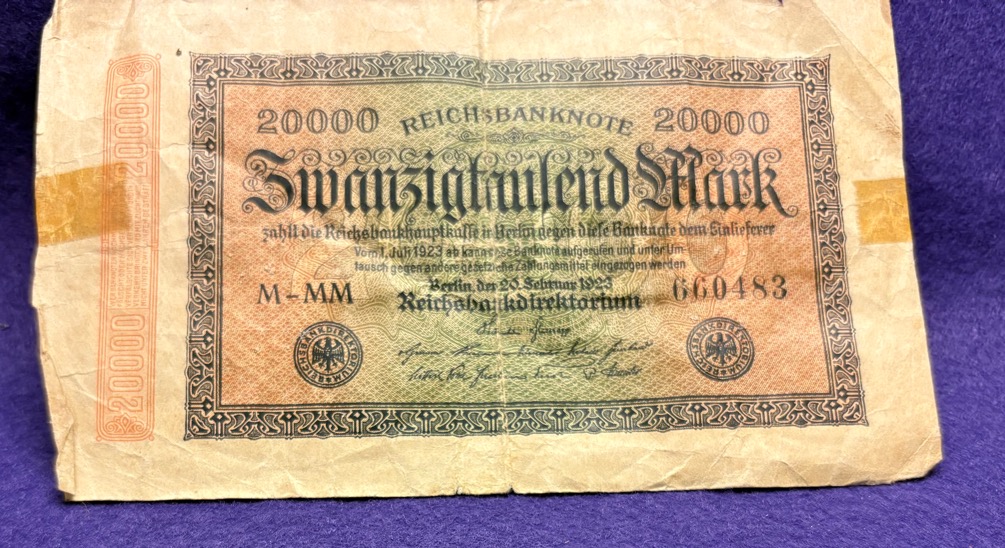 20000 REICHSBANKNOTE 20000
Zwanzigtausend Mark
zahlt die Reichsbankhauptkasse in Berlin gegen diese Banknote dem Einlieferer
Vom 1. Juli 1923 ab kann diese Banknote aufgerufen und unter Um-
tausch gegen andere gesetzliche Zahlungsmittel eingezogen werden
Berlin den 20. Februar 1923
Reichsbankdirektorium
M-MM 660483
REICHSBANKDIREKTORIUM
REICHSBANKDIREKTORIUM
20000 20000